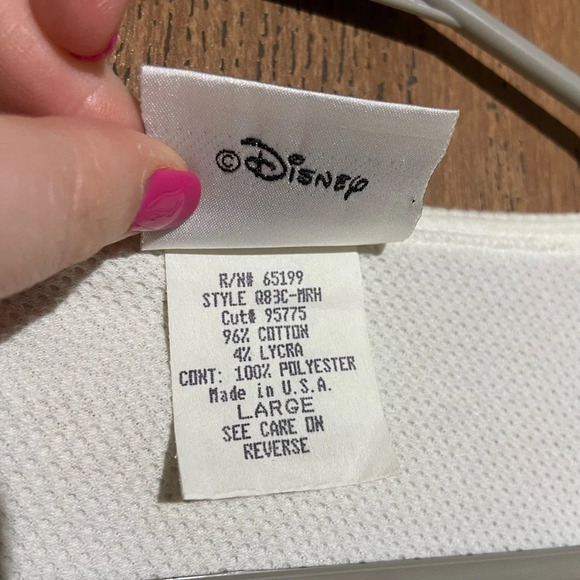 ©Disney
R/N# 65199
STYLE Q83C-MRH
Cut# 95775
96% COTTON
4% LYCRA
CONT: 100% POLYESTER
Made in U.S.A.
LARGE
SEE CARE ON
REVERSE